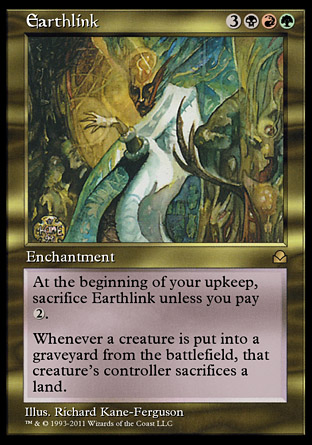 Earthlink 3
Enchantment
At the beginning of your upkeep,
sacrifice Earthlink unless you pay
2.
Whenever a creature is put into a
graveyard from the battlefield, that
creature's controller sacrifices a
land.
Illus. Richard Kane-Ferguson
™ & © 1993-2011 Wizards of the Coast LLC